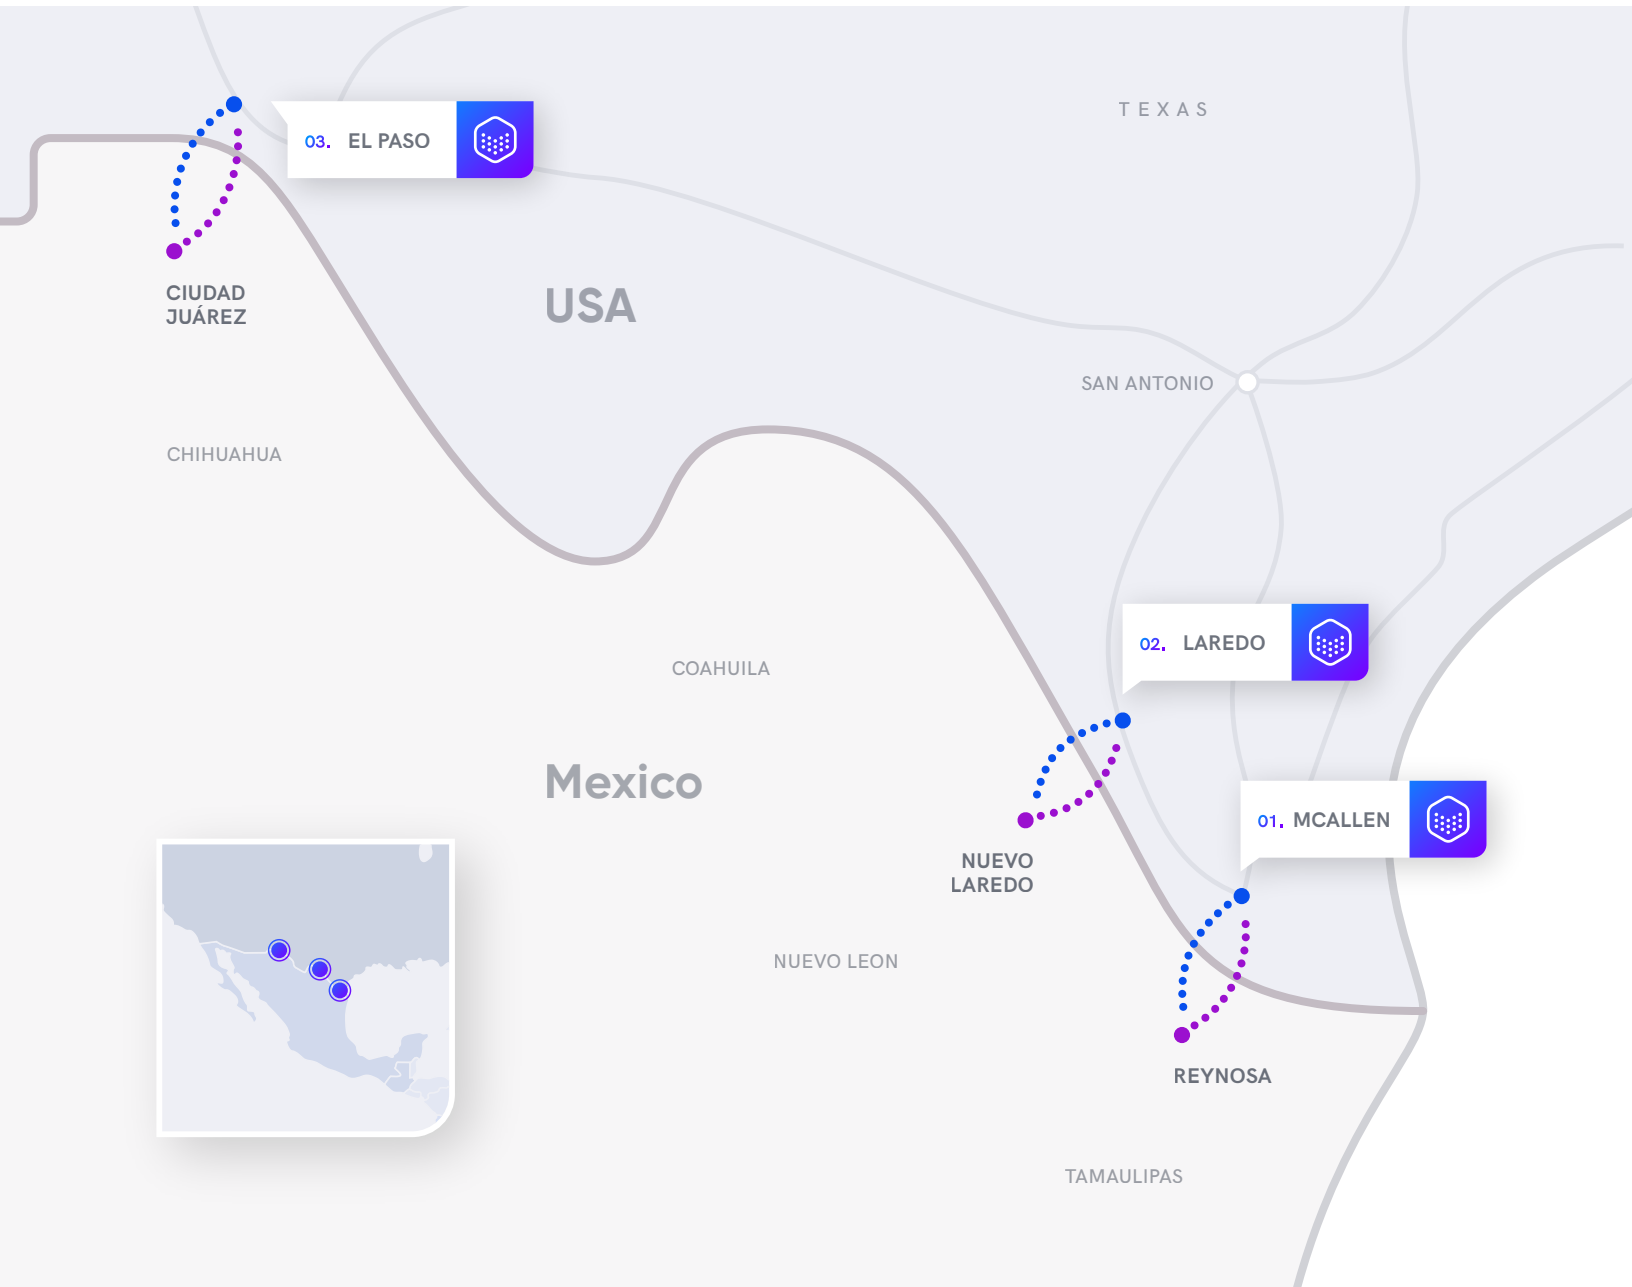 TEXAS
03. EL PASO
CIUDAD
JUÁREZ
USA
SAN ANTONIO
CHIHUAHUA
02. LAREDO
COAHUILA
Mexico
01. MCALLEN
NUEVO
LAREDO
NUEVO LEON
REYNOSA
TAMAULIPAS